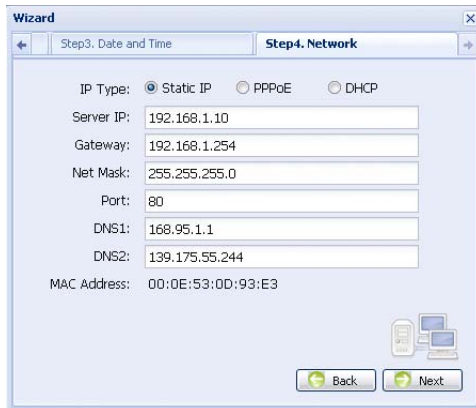 Wizard
Step3. Date and Time Step4. Network
IP Type: Static IP PPPoE DHCP
Server IP: 192.168.1.10
Gateway: 192.168.1.254
Net Mask: 255.255.255.0
Port: 80
DNS1: 168.95.1.1
DNS2: 139.175.55.244
MAC Address: 00:0E:53:0D:93:E3
Back Next